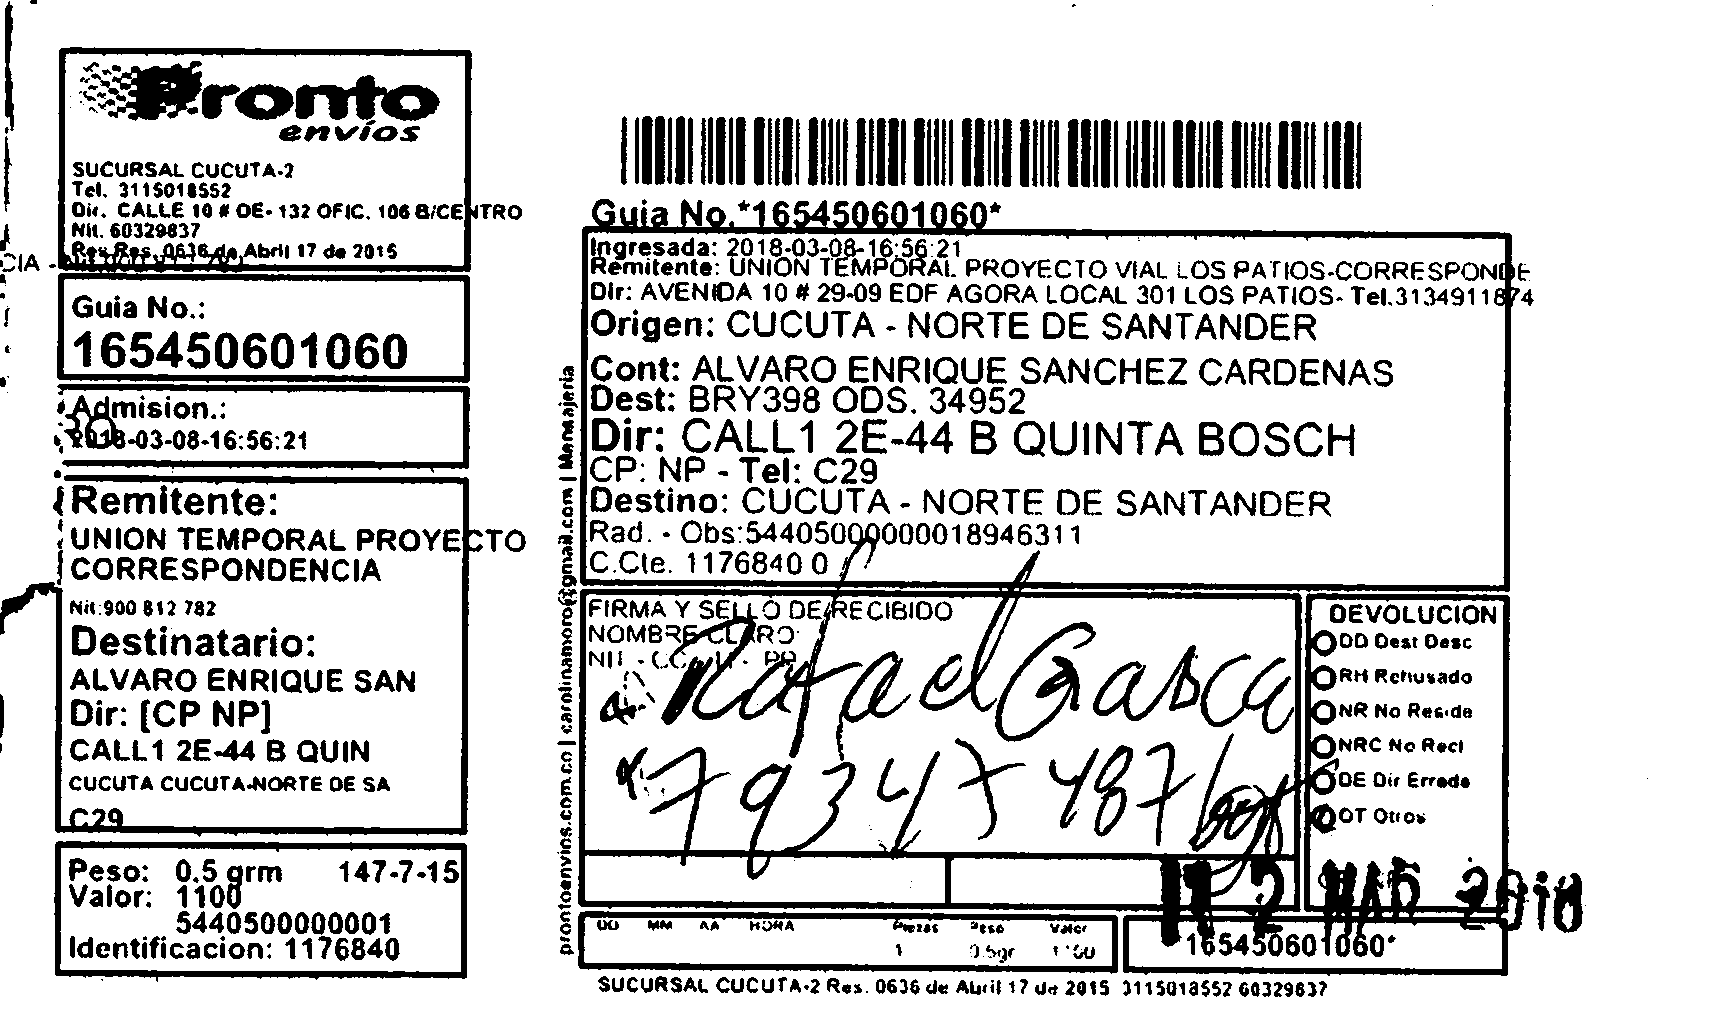 Pronto
envíos
SUCURSAL CUCUTA-2
Tel. 3115018552
Dir. CALLE 10 # OE- 132 OFIC. 106 B/CENTRO
Nit. 60329837
Res Res. 0636 de Abril 17 de 2015
CIA -
Guia No.:
165450601060
Admision.:
2018-03-08-16:56:21
Remitente:
UNION TEMPORAL PROYECTO
CORRESPONDENCIA
Nit:900 812 782
Destinatario:
ALVARO ENRIQUE SAN
Dir: [CP NP]
CALL1 2E-44 B QUIN
CUCUTA CUCUTA-NORTE DE SA
C29
Peso: 0.5 grm 147-7-15
Valor: 1100
5440500000001
Identificacion: 1176840
prontoenvios.com.co | carolinamoro@gmail.com | Mensajeria
Guia No.*165450601060*
Ingresada: 2018-03-08-16:56:21
Remitente: UNION TEMPORAL PROYECTO VIAL LOS PATIOS-CORRESPONDE
Dir: AVENIDA 10 # 29-09 EDF AGORA LOCAL 301 LOS PATIOS- Tel.3134911874
Origen: CUCUTA - NORTE DE SANTANDER
Cont: ALVARO ENRIQUE SANCHEZ CARDENAS
Dest: BRY398 ODS. 34952
Dir: CALL1 2E-44 B QUINTA BOSCH
CP: NP - Tel: C29
Destino: CUCUTA - NORTE DE SANTANDER
Rad. - Obs:544050000000018946311
C.Cte. 1176840 0
FIRMA Y SELLO DE RECIBIDO
NOMBRE CLARO:
Rafael Gasca
79347487
DEVOLUCION
DD Dest Desc
RH Rehusado
NR No Reside
NRC No Recl
DE Dir Errada
OT Otros
12 MAR 2018
DD MM AA HORA Piezas Peso Valor
1 0.5gr 1100
*165450601060*
SUCURSAL CUCUTA-2 Res. 0636 de Abril 17 de 2015 3115018552 60329837